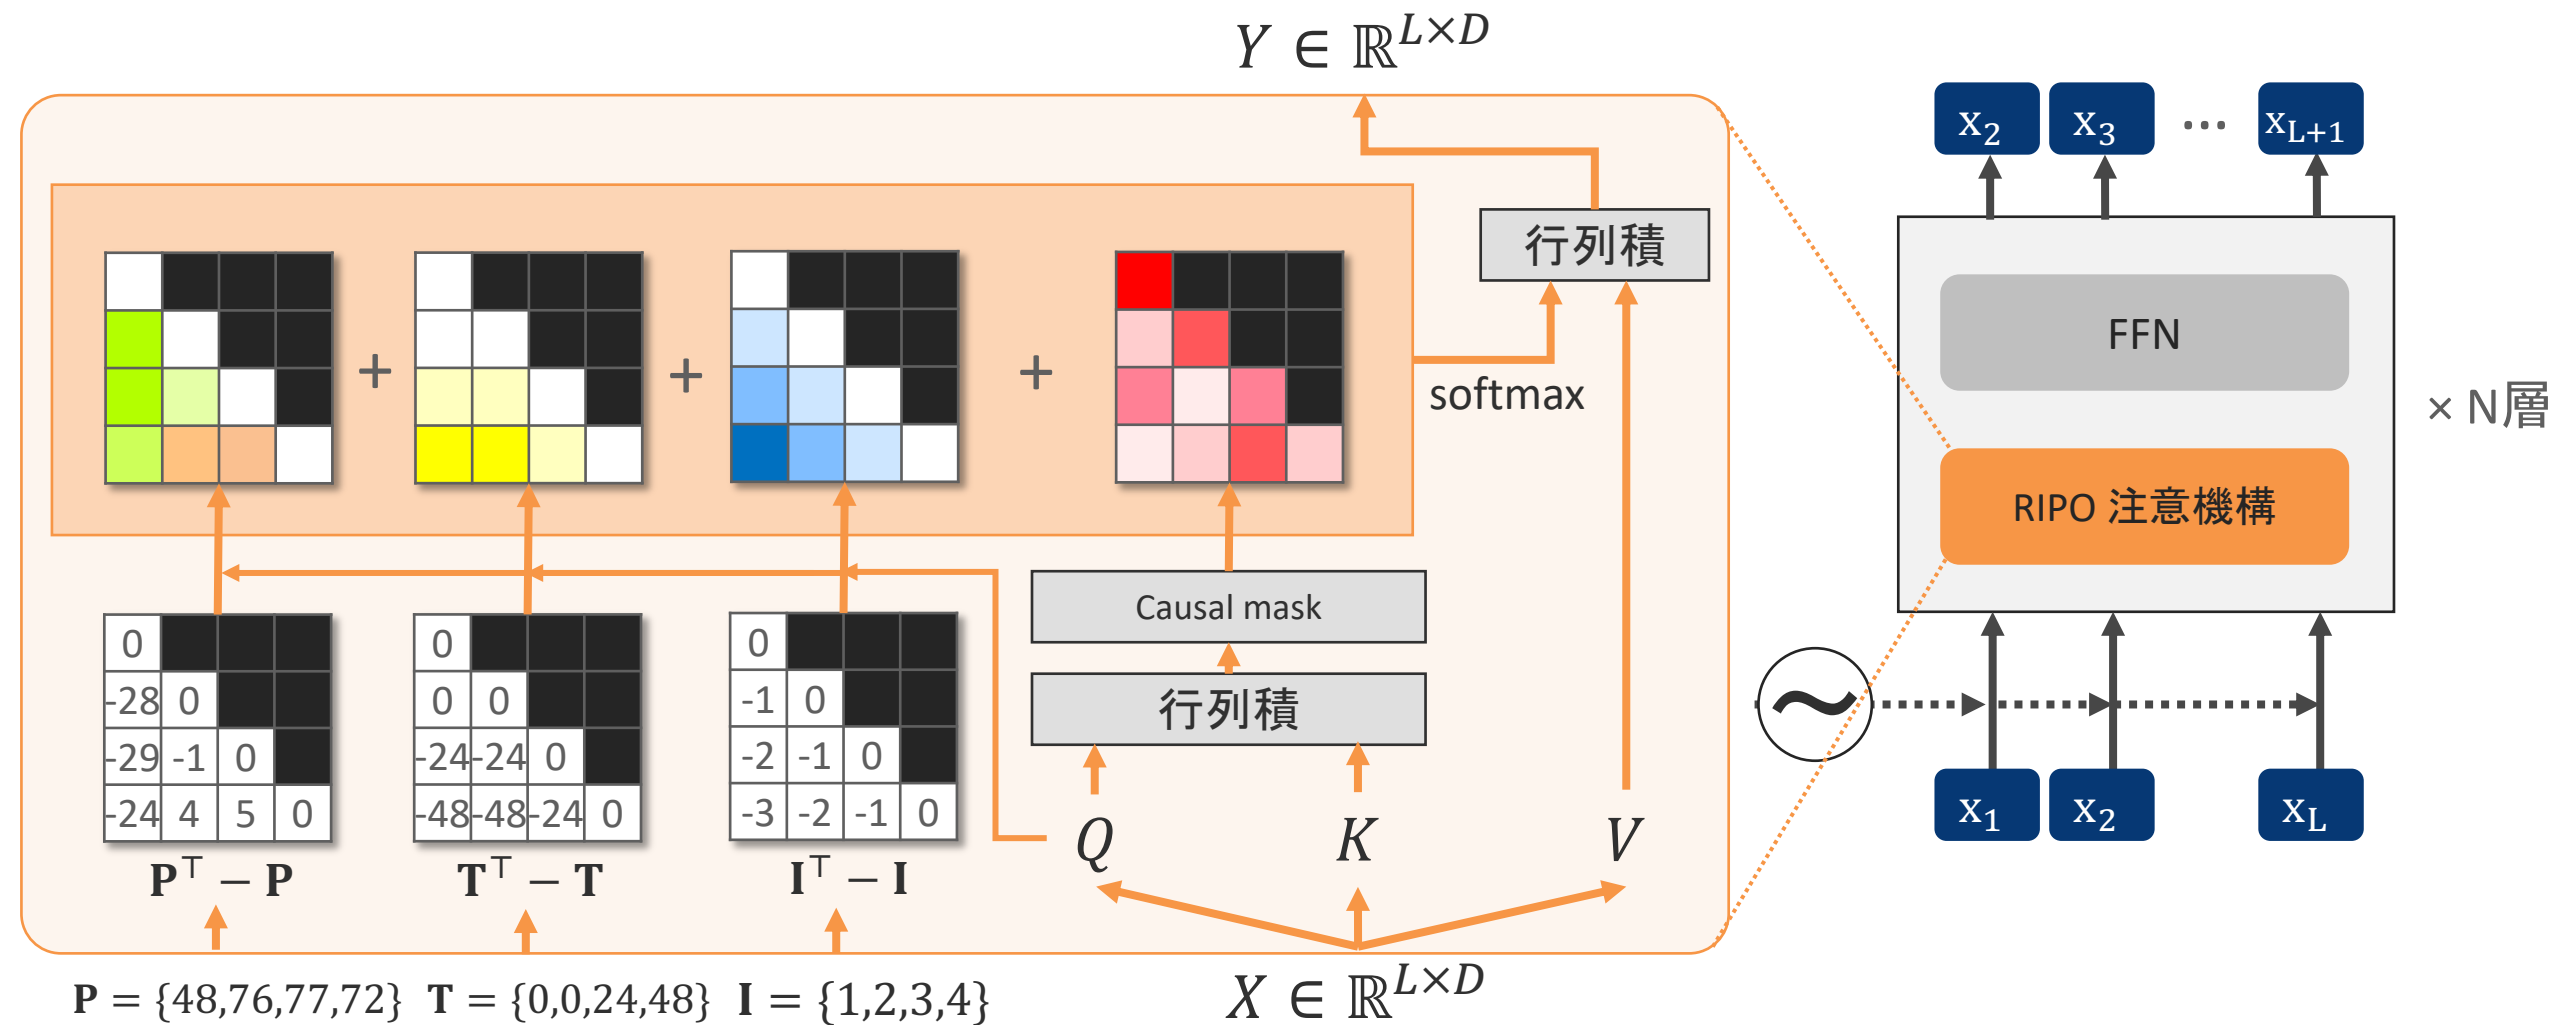 Y ∈ ℝ^{L×D}
x₂ x₃ ... x_{L+1}
行列積
+ + +
softmax
FFN
× N層
RIPO 注意機構
Causal mask
行列積
0
-28 0
-29 -1 0
-24 4 5 0
P^⊤ − P
0
0 0
-24 -24 0
-48 -48 -24 0
T^⊤ − T
0
-1 0
-2 -1 0
-3 -2 -1 0
I^⊤ − I
Q K V
~
x₁ x₂ x_L
P = {48,76,77,72} T = {0,0,24,48} I = {1,2,3,4}
X ∈ ℝ^{L×D}